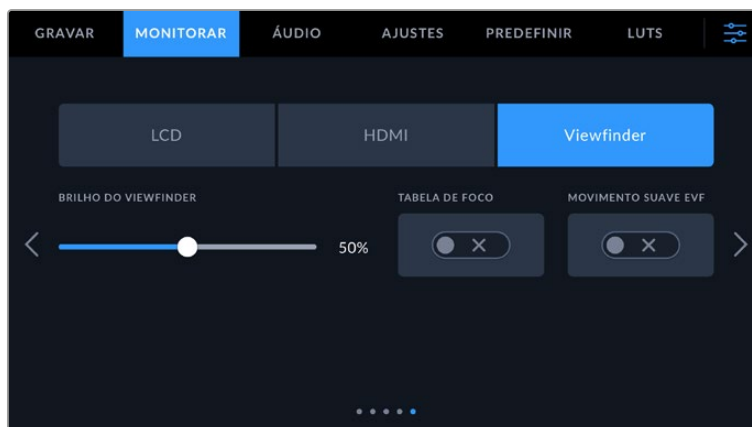 GRAVAR MONITORAR ÁUDIO AJUSTES PREDEFINIR LUTS
LCD HDMI Viewfinder
BRILHO DO VIEWFINDER TABELA DE FOCO MOVIMENTO SUAVE EVF
50%